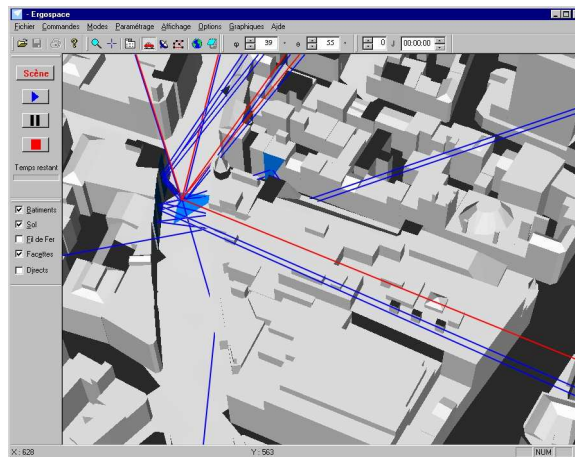 - Ergospace
Fichier Commandes Modes Paramétrage Affichage Options Graphiques Aide
φ 39 ° θ 55 ° 0 J 00:00:00
Scène
Temps restant
Batiments
Sol
Fil de Fer
Facettes
Directs
X : 628 Y : 563 NUM